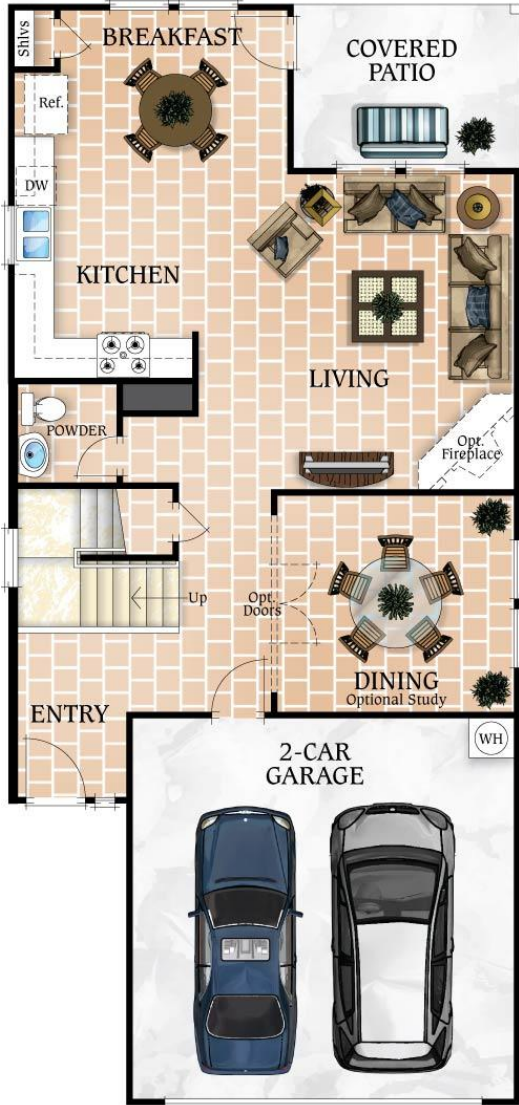 Shlvs
BREAKFAST
COVERED
PATIO
Ref.
DW
KITCHEN
LIVING
POWDER
Opt.
Fireplace
Up
Opt.
Doors
DINING
Optional Study
ENTRY
WH
2-CAR
GARAGE